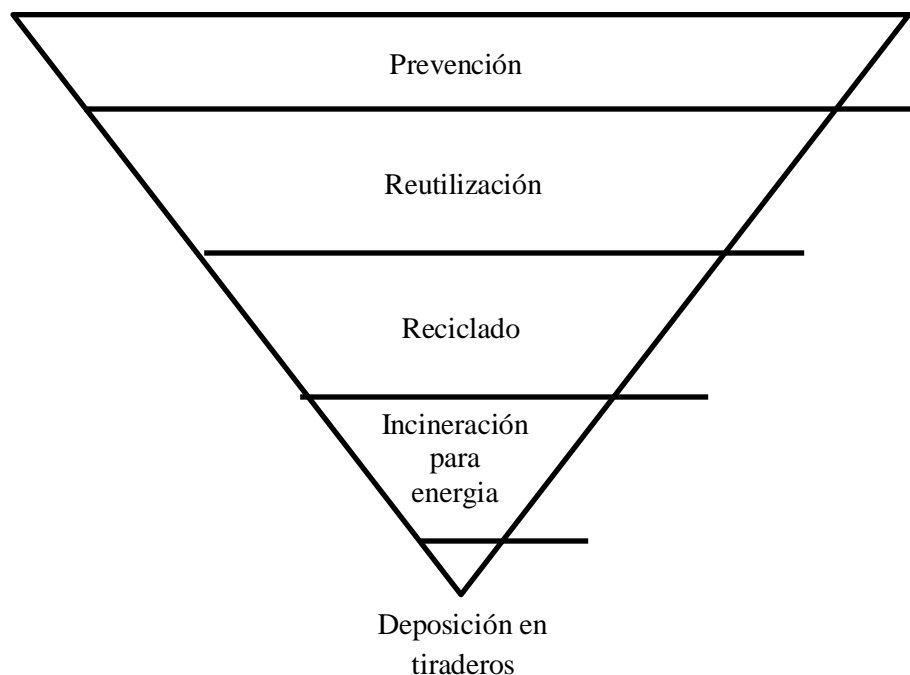 Prevención
Reutilización
Reciclado
Incineración
para
energia
Deposición en
tiraderos